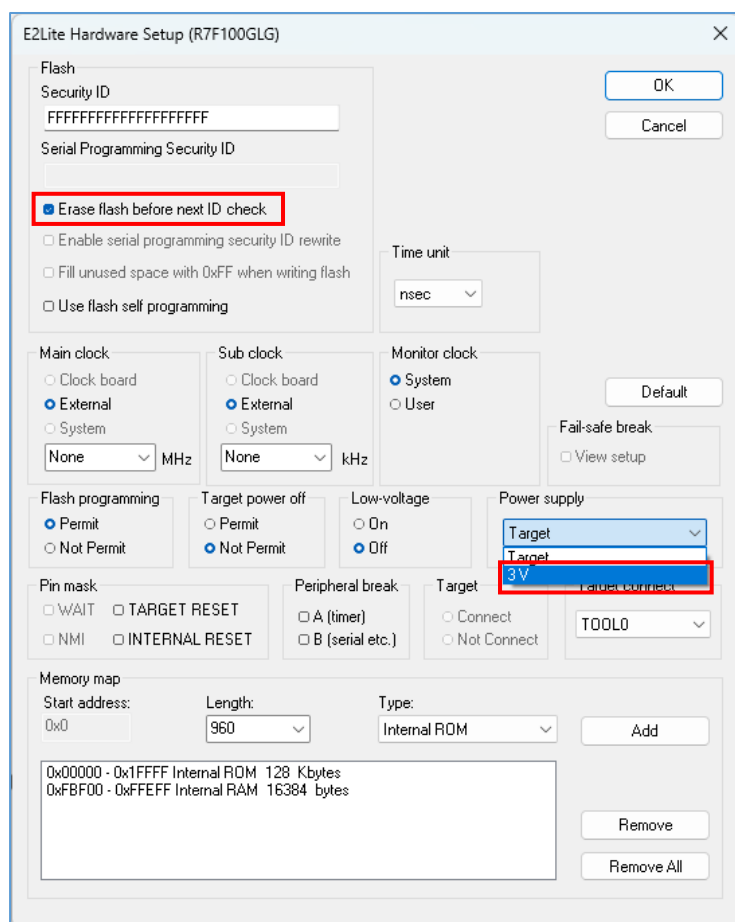 E2Lite Hardware Setup (R7F100GLG)
Flash
Security ID
FFFFFFFFFFFFFFFFFFFF
Serial Programming Security ID
Erase flash before next ID check
Enable serial programming security ID rewrite
Fill unused space with 0xFF when writing flash
Use flash self programming
Time unit
nsec
OK
Cancel
Main clock
Clock board
External
System
None MHz
Sub clock
Clock board
External
System
None kHz
Monitor clock
System
User
Default
Fail-safe break
View setup
Flash programming
Permit
Not Permit
Target power off
Permit
Not Permit
Low-voltage
On
Off
Power supply
Target
Target
3 V
Pin mask
WAIT TARGET RESET
NMI INTERNAL RESET
Peripheral break
A (timer)
B (serial etc.)
Target
Connect
Not Connect
Target connect
TOOL0
Memory map
Start address: Length: Type:
0x0 960 Internal ROM Add
0x00000 - 0x1FFFF Internal ROM 128 Kbytes
0xFBF00 - 0xFFEFF Internal RAM 16384 bytes
Remove
Remove All